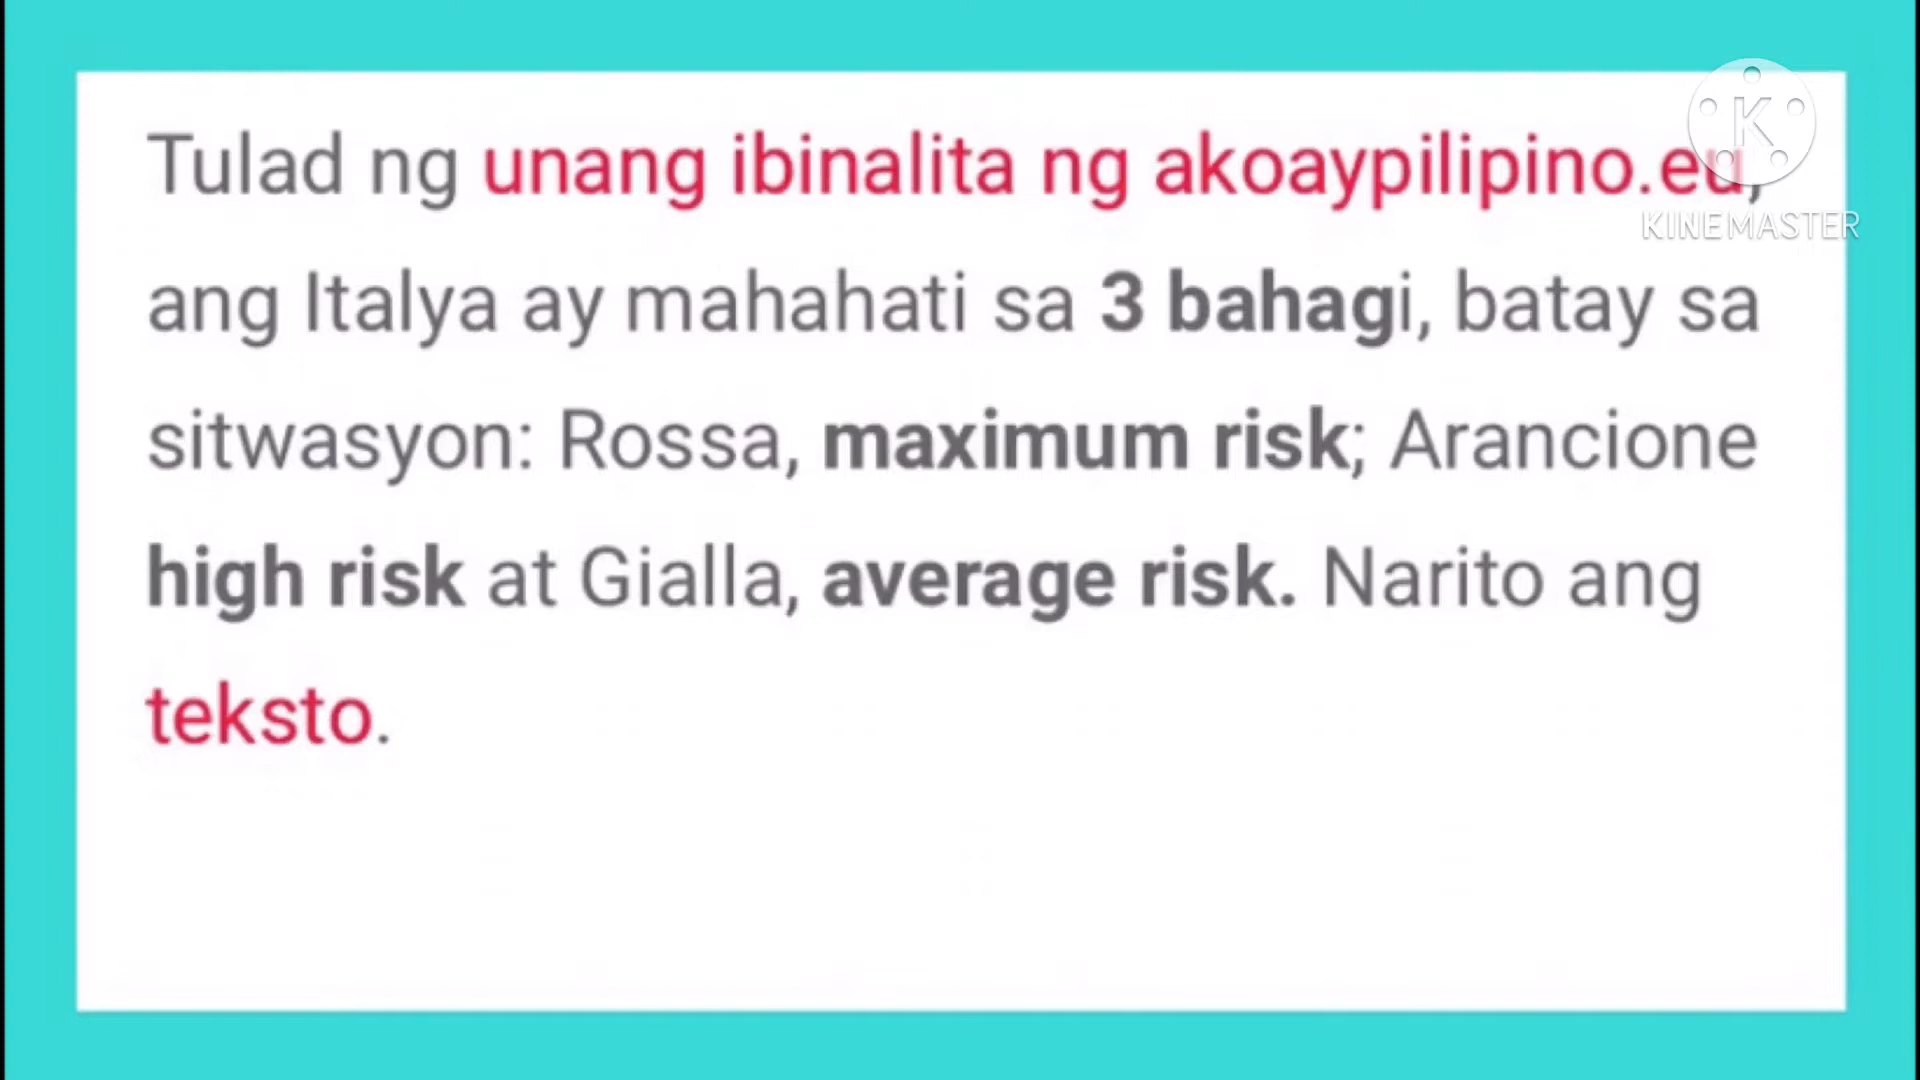 Tulad ng unang ibinalita ng akoaypilipino.eu,
KINEMASTER
ang Italya ay mahahati sa 3 bahagi, batay sa
sitwasyon: Rossa, maximum risk; Arancione
high risk at Gialla, average risk. Narito ang
teksto.